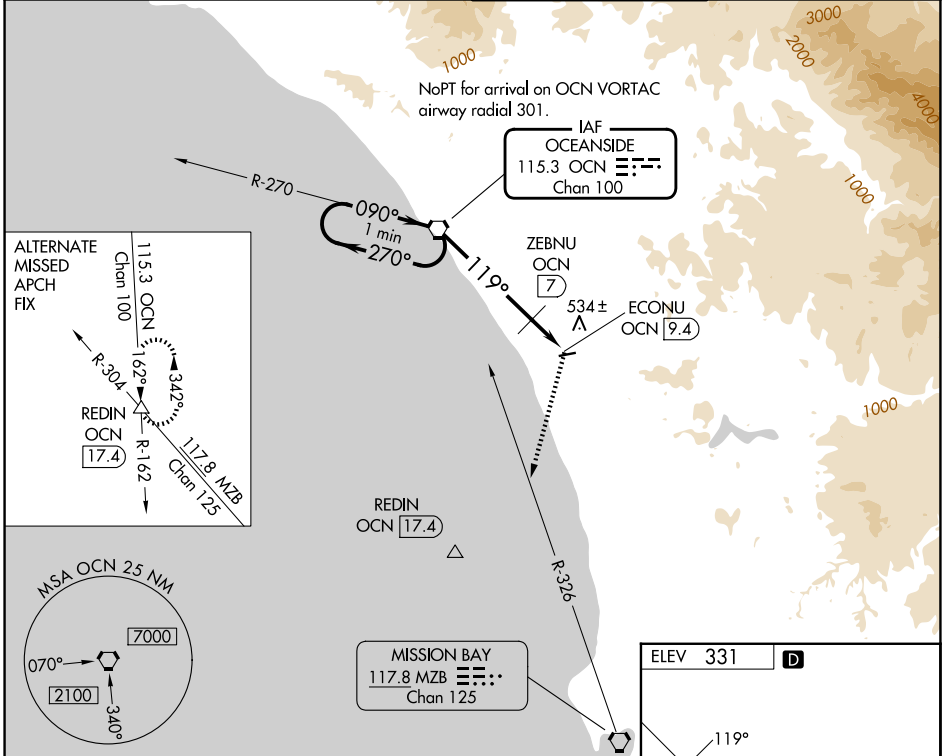 3000
2000
1000
4000
NoPT for arrival on OCN VORTAC
airway radial 301.
IAF
OCEANSIDE
115.3 OCN
Chan 100
1000
R-270
090°
1 min
270°
119°
ZEBNU
OCN
7
534±
ECONU
OCN 9.4
1000
ALTERNATE
MISSED
APCH
FIX
115.3 OCN
Chan 100
162°
342°
R-304
REDIN
OCN
17.4
R-162
117.8 MZB
Chan 125
REDIN
OCN 17.4
R-326
MSA OCN 25 NM
7000
070°
2100
340°
MISSION BAY
117.8 MZB
Chan 125
ELEV 331 D
119°